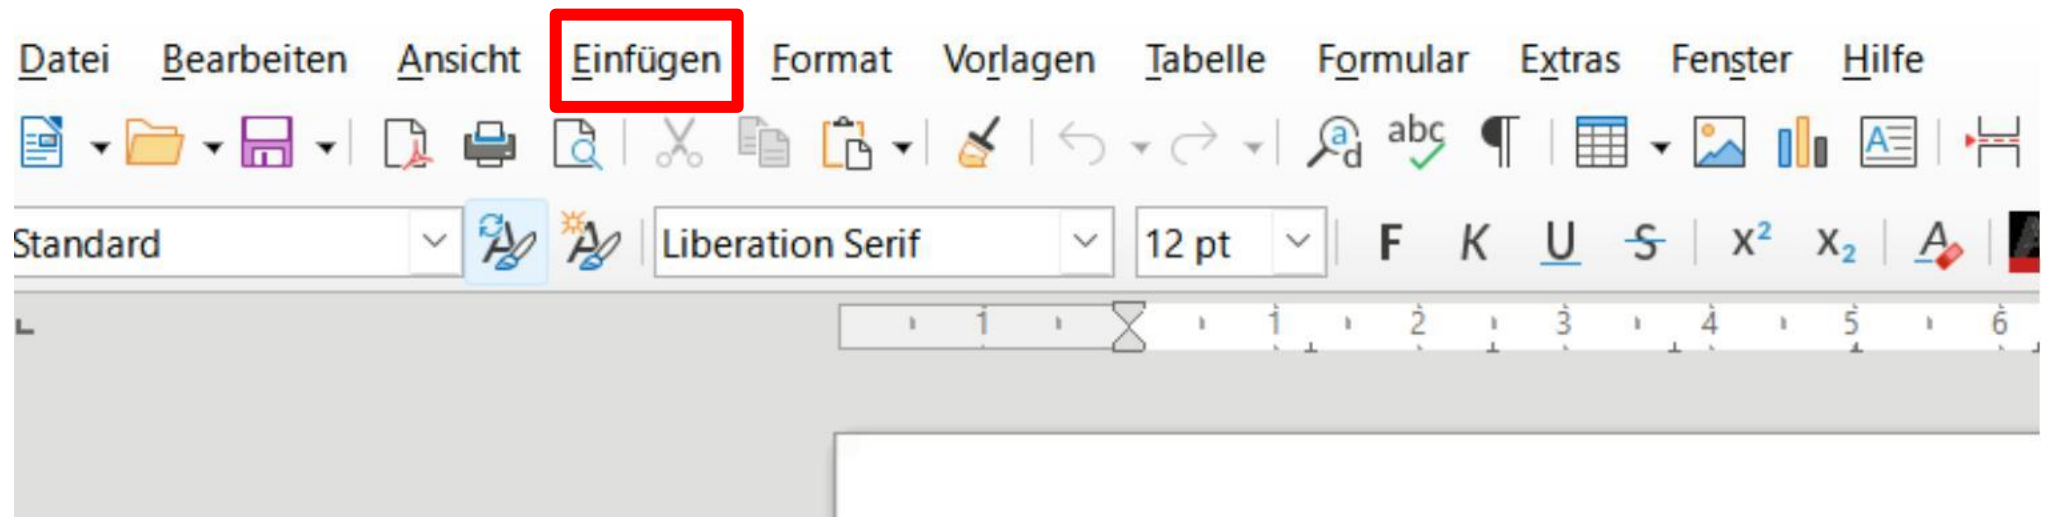 Datei Bearbeiten Ansicht Einfügen Format Vorlagen Tabelle Formular Extras Fenster Hilfe
a d abc ¶ A
Standard A A Liberation Serif 12 pt F K U S X² X₂ A A
1 1 2 3 4 5 6